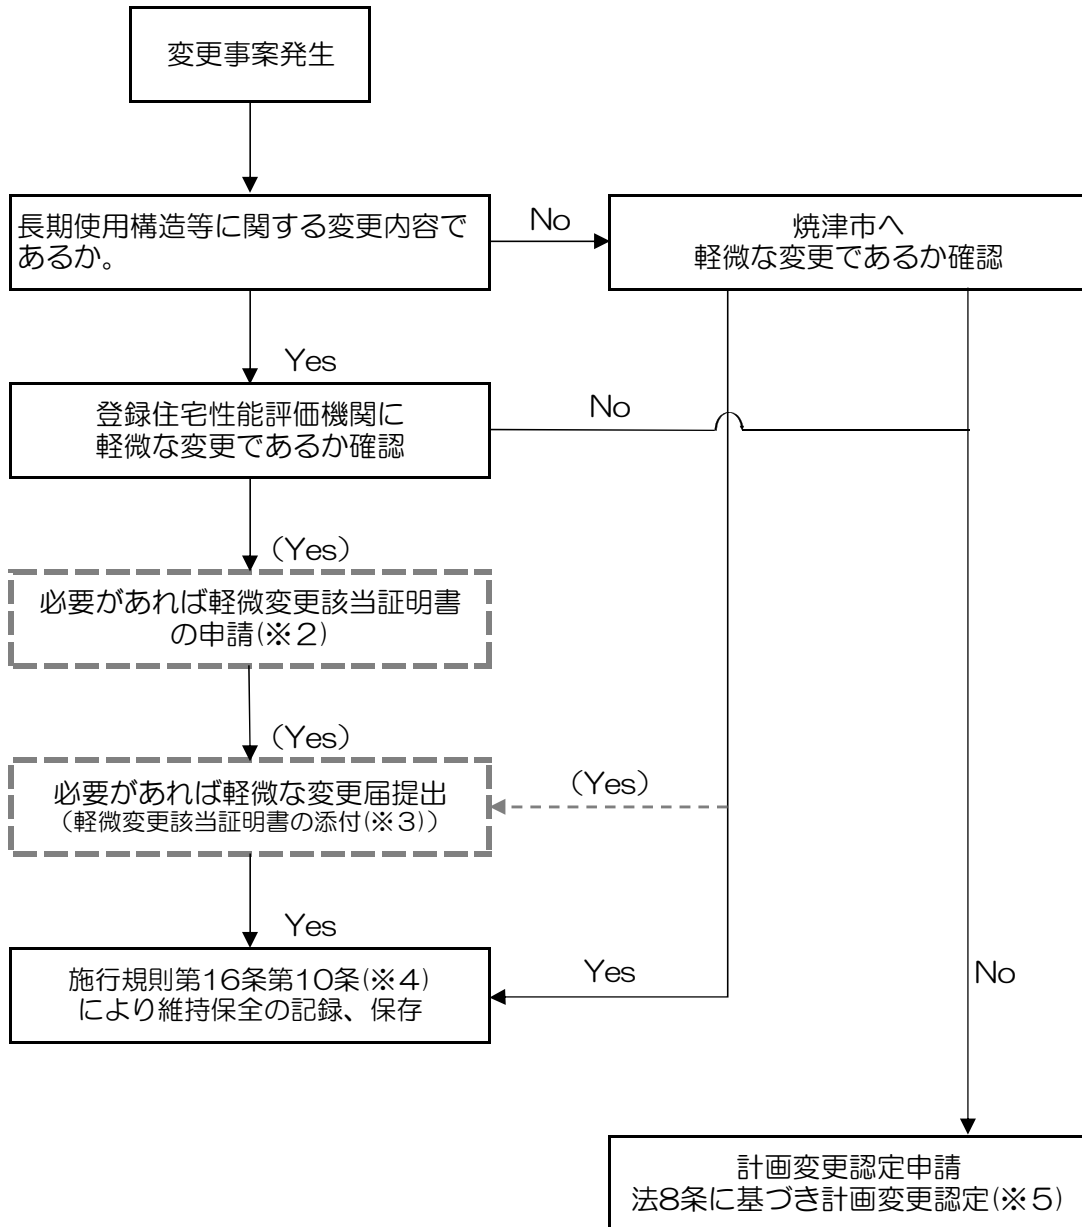 変更事案発生
長期使用構造等に関する変更内容で
あるか。
No
焼津市へ
軽微な変更であるか確認
Yes
登録住宅性能評価機関に
軽微な変更であるか確認
No
（Yes）
必要があれば軽微変更該当証明書
の申請(※２)
（Yes）
必要があれば軽微な変更届提出
（軽微変更該当証明書の添付(※３)）
（Yes）
Yes
施行規則第16条第10条(※４)
により維持保全の記録、保存
Yes
No
計画変更認定申請
法8条に基づき計画変更認定(※５)